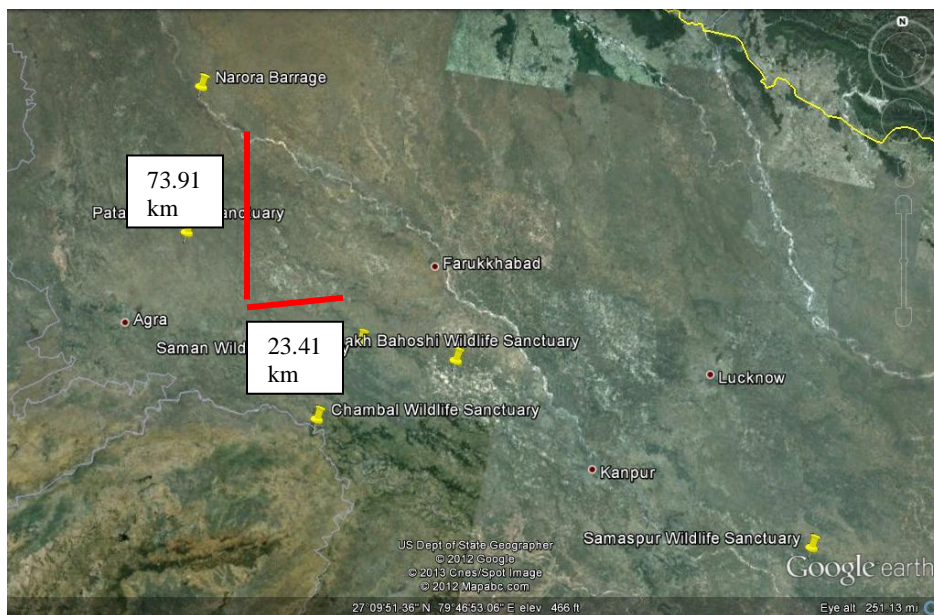 N
Narora Barrage
73.91
km
Pata
anctuary
Farukkhabad
Agra
23.41
km
Saman Wild
akh Bahoshi Wildlife Sanctuary
y
Lucknow
Chambal Wildlife Sanctuary
Kanpur
Samaspur Wildlife Sanctuary
US Dept of State Geographer
© 2012 Google
© 2013 Cnes/Spot Image
© 2012 Mapabc.com
Google earth
27°09'51.36" N 79°46'53.06" E elev 466 ft
Eye alt 251.13 mi